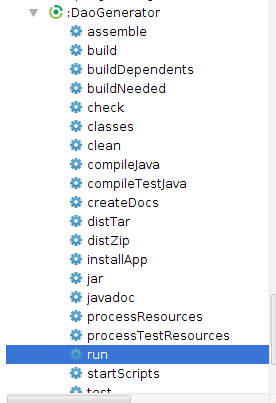 :DaoGenerator
assemble
build
buildDependents
buildNeeded
check
classes
clean
compileJava
compileTestJava
createDocs
distTar
distZip
installApp
jar
javadoc
processResources
processTestResources
run
startScripts
test